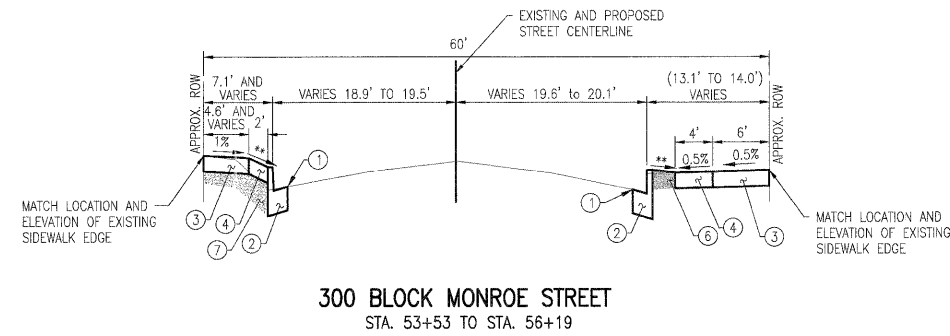 EXISTING AND PROPOSED
STREET CENTERLINE
60'
APPROX. ROW
7.1' AND
VARIES
VARIES 18.9' TO 19.5'
VARIES 19.6' to 20.1'
(13.1' TO 14.0')
VARIES
APPROX. ROW
4.6' AND
VARIES 2'
4' 6'
1% **
** 0.5% 0.5%
1
1
MATCH LOCATION AND
ELEVATION OF EXISTING
SIDEWALK EDGE
3 4 7 2
2 6 4 3
MATCH LOCATION AND
ELEVATION OF EXISTING
SIDEWALK EDGE
300 BLOCK MONROE STREET
STA. 53+53 TO STA. 56+19